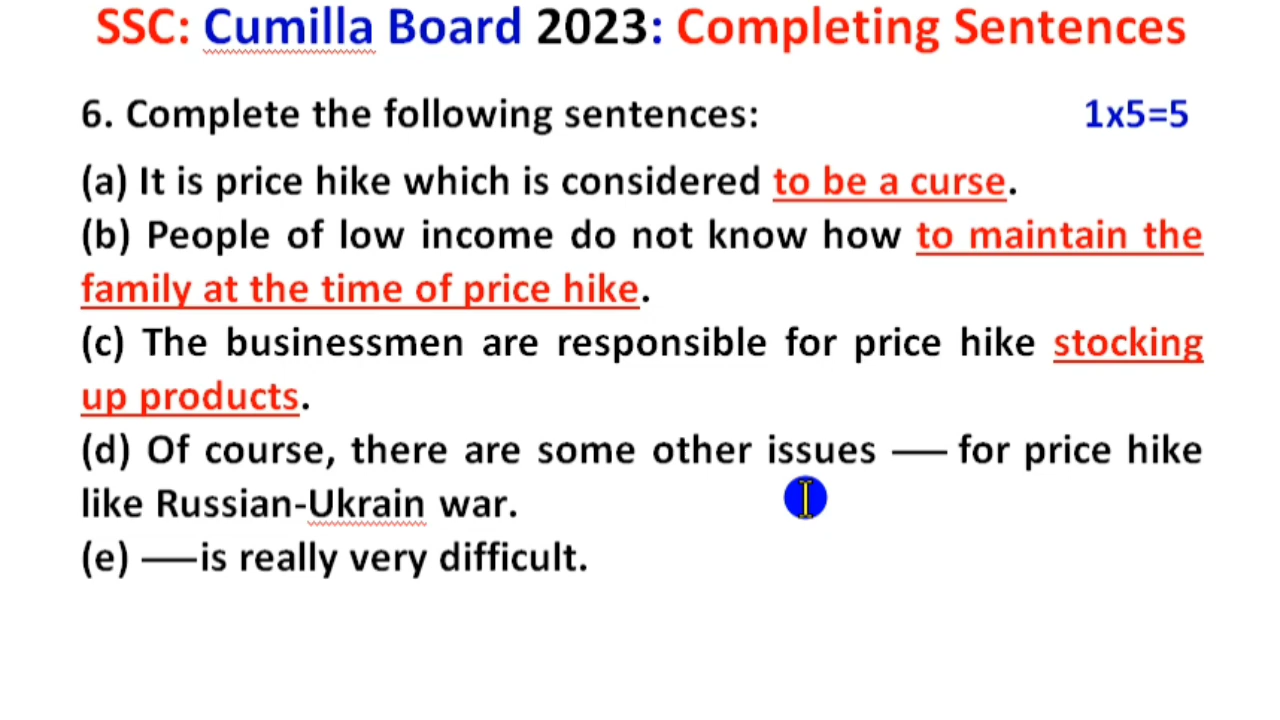 SSC: Cumilla Board 2023: Completing Sentences
6. Complete the following sentences: 1x5=5
(a) It is price hike which is considered to be a curse.
(b) People of low income do not know how to maintain the
family at the time of price hike.
(c) The businessmen are responsible for price hike stocking
up products.
(d) Of course, there are some other issues —— for price hike
like Russian-Ukrain war.
(e) ——is really very difficult.